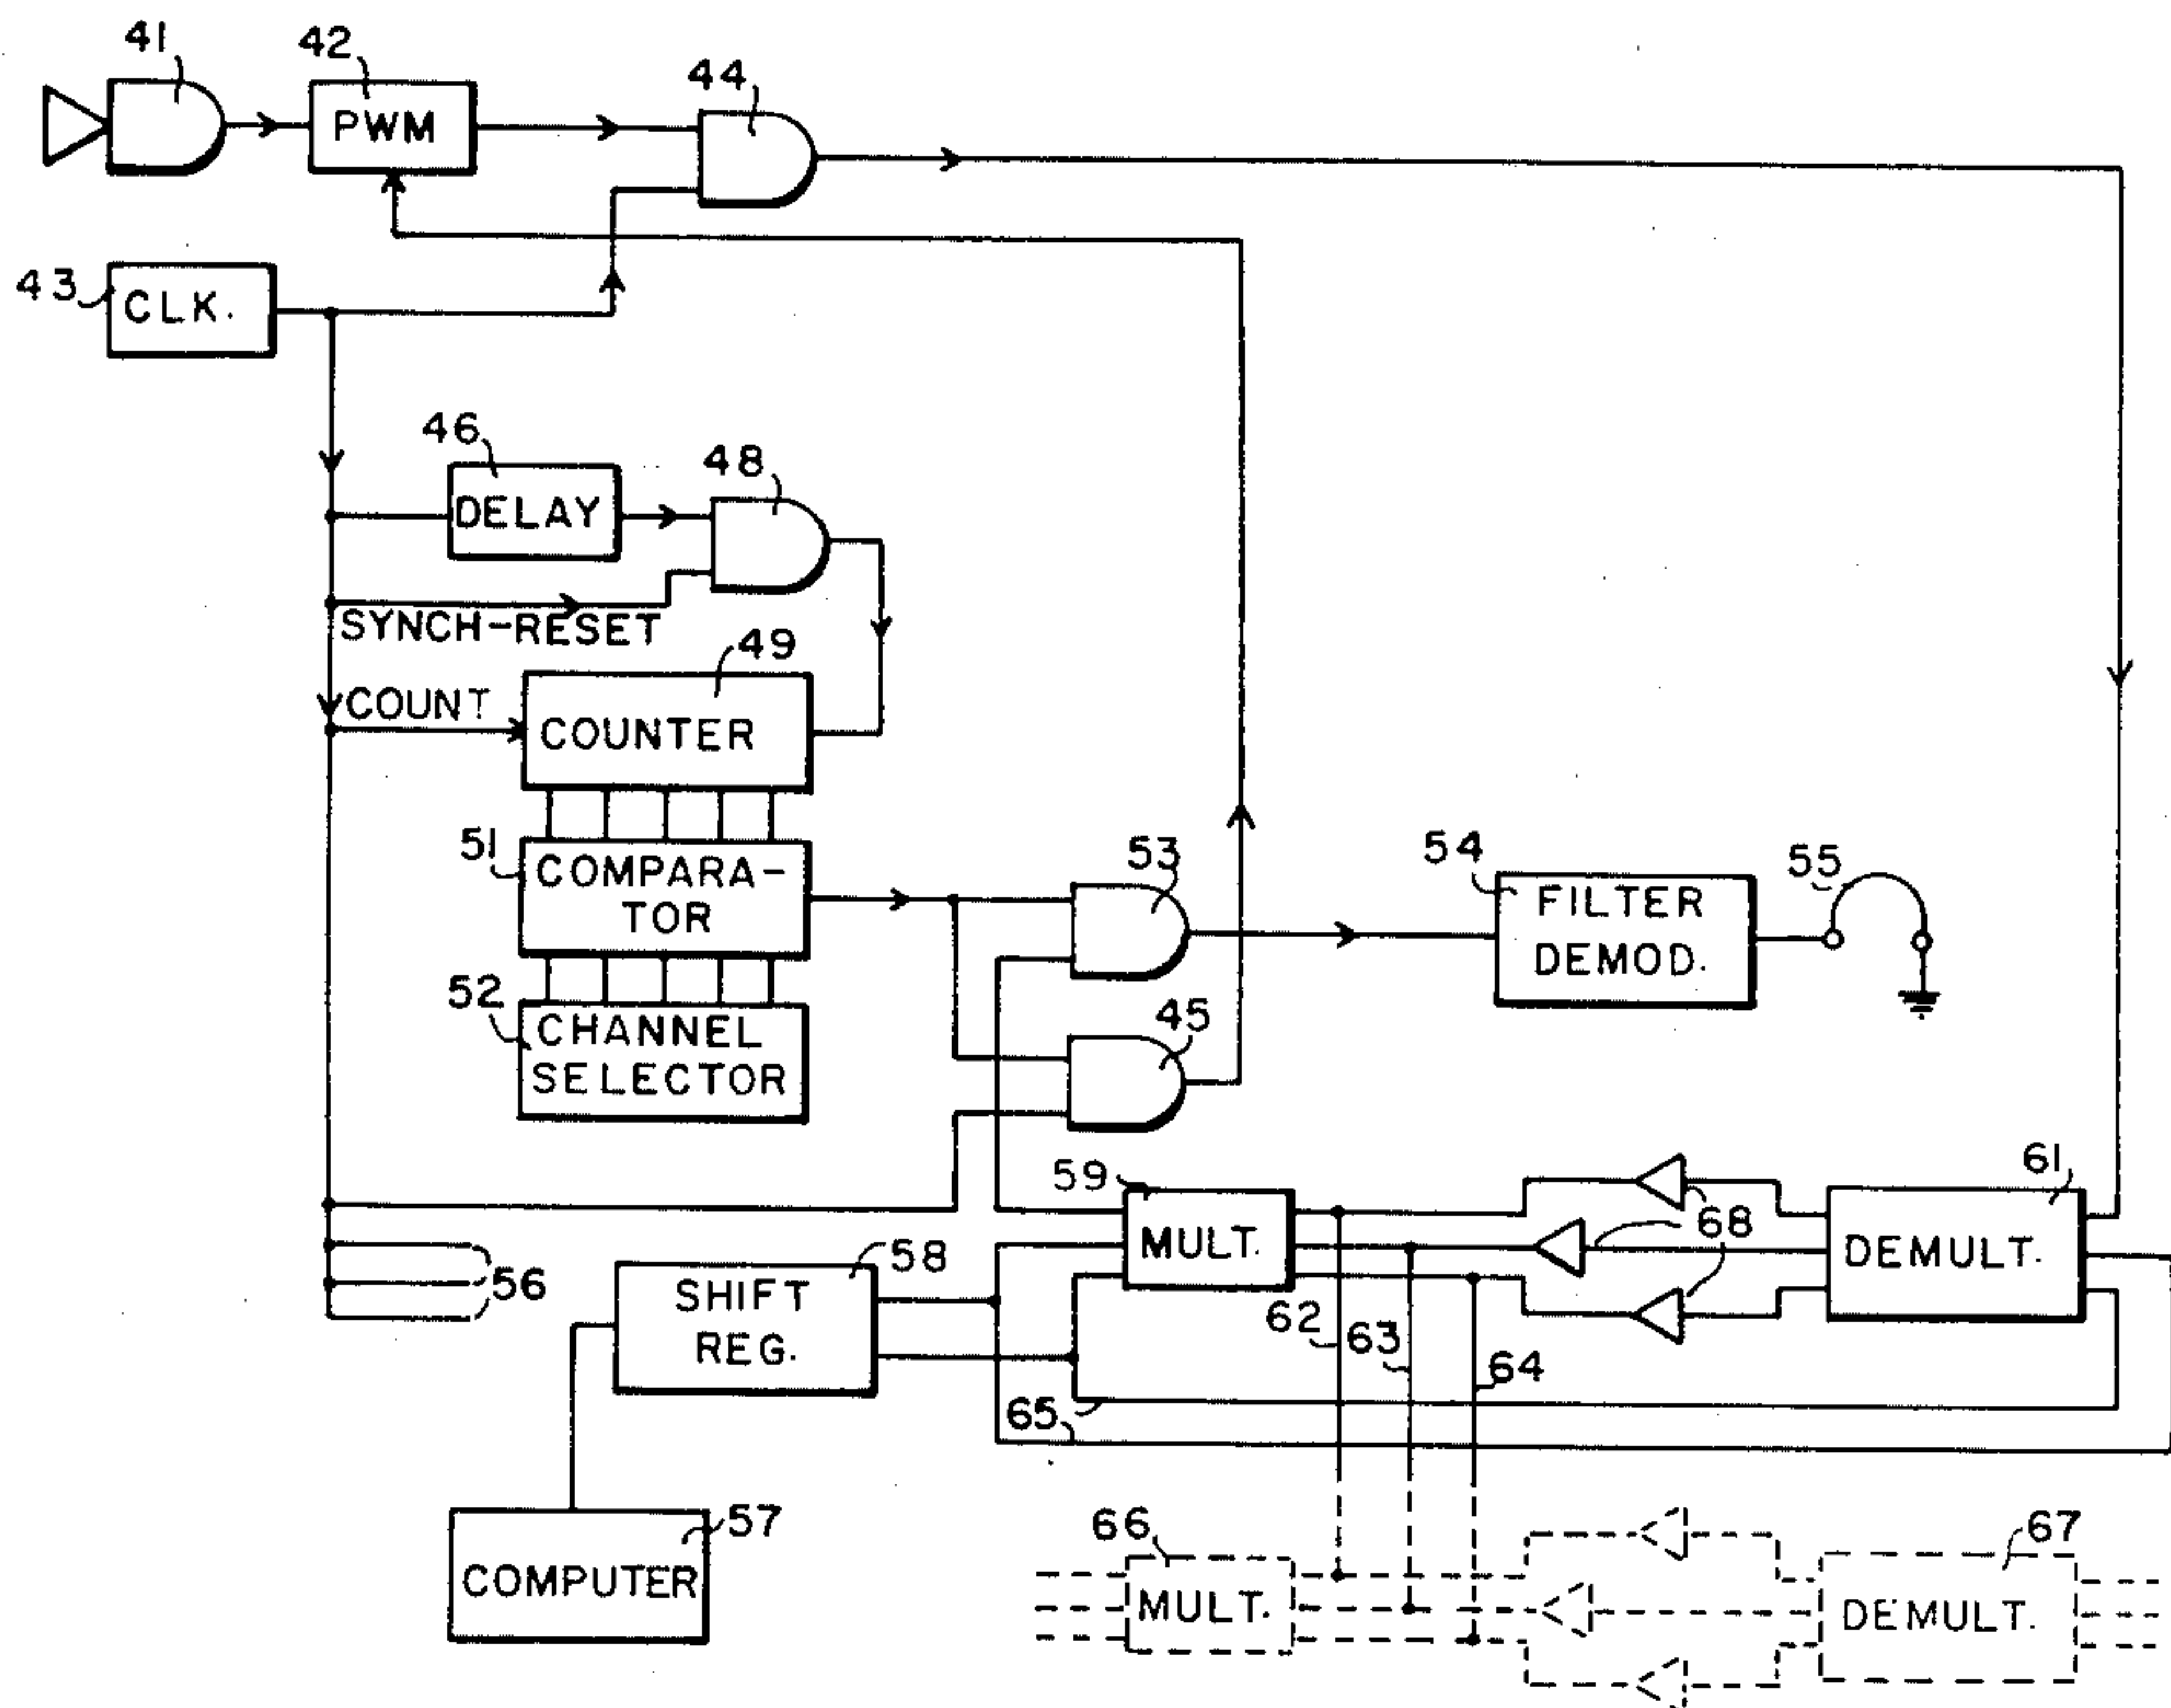 41
42
44
PWM
43
CLK.
46
48
DELAY
SYNCH-RESET
49
COUNT
COUNTER
51
COMPARA-
TOR
53
54
FILTER
DEMOD.
55
52
CHANNEL
SELECTOR
45
59
61
MULT.
68
DEMULT.
56
58
SHIFT
REG.
62
63
64
65
57
COMPUTER
66
MULT.
67
DEMULT.